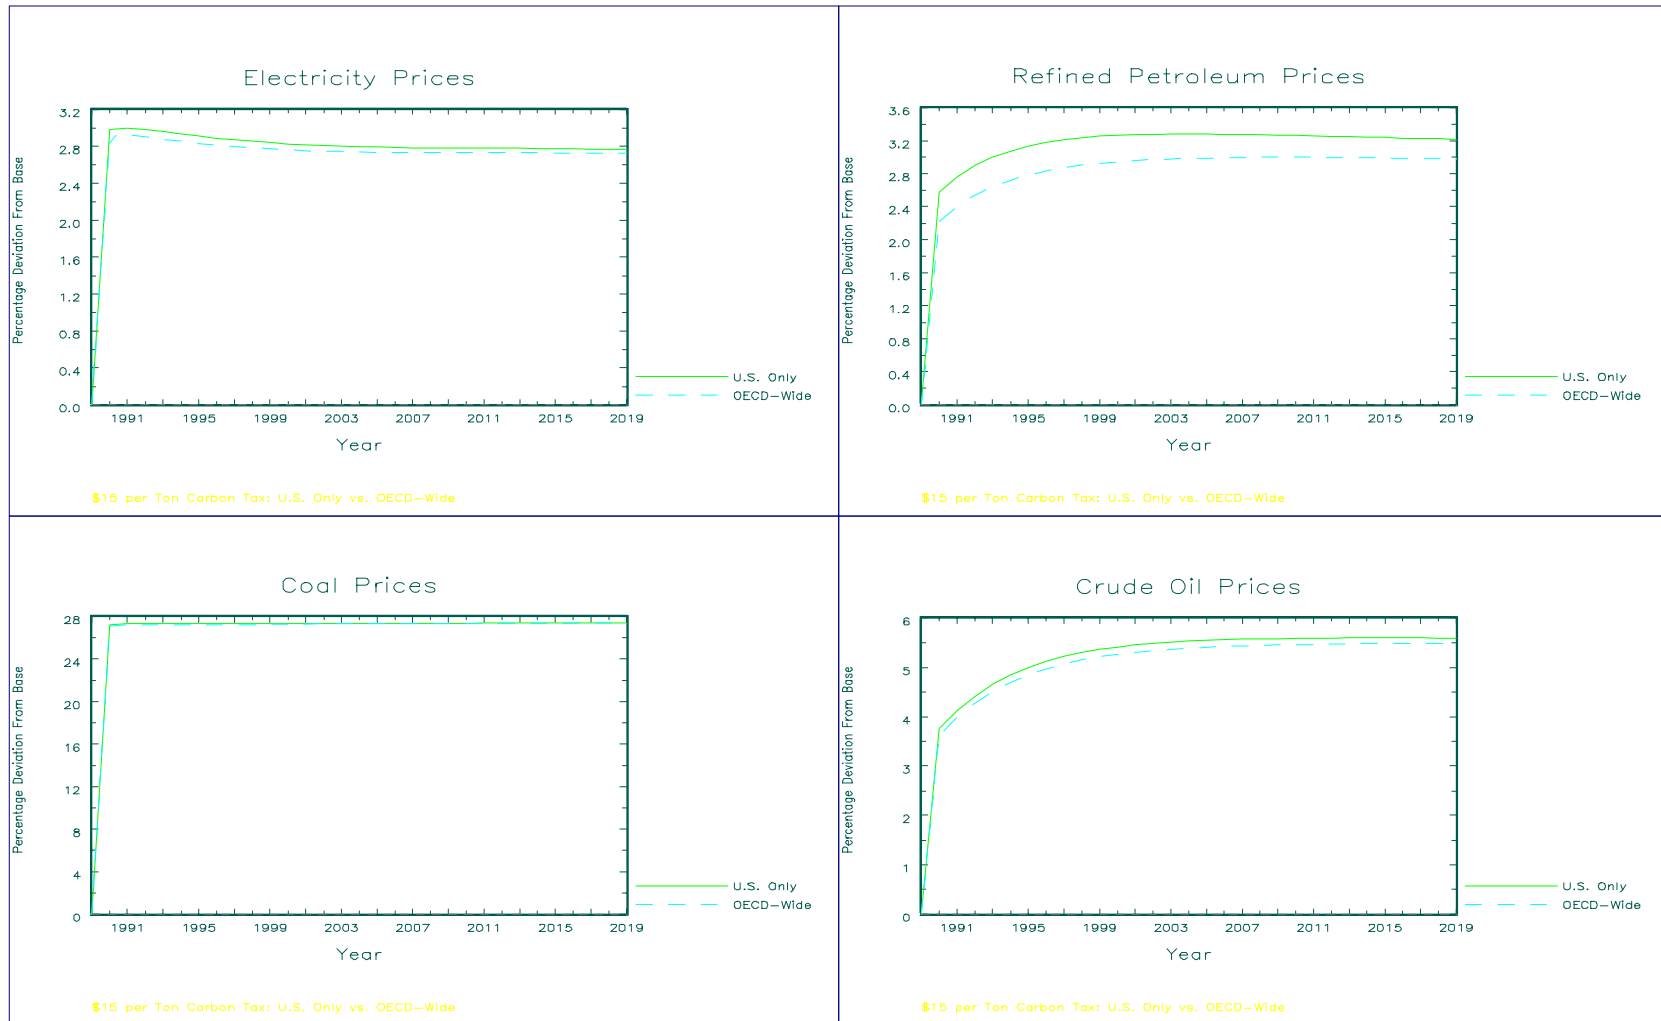 Electricity Prices
Percentage Deviation From Base
3.2
2.8
2.4
2.0
1.6
1.2
0.8
0.4
0.0
1991 1995 1999 2003 2007 2011 2015 2019
Year
U.S. Only
OECD-Wide
$15 per Ton Carbon Tax: U.S. Only vs. OECD-Wide
Refined Petroleum Prices
Percentage Deviation From Base
3.6
3.2
2.8
2.4
2.0
1.6
1.2
0.8
0.4
0.0
1991 1995 1999 2003 2007 2011 2015 2019
Year
U.S. Only
OECD-Wide
$15 per Ton Carbon Tax: U.S. Only vs. OECD-Wide
Coal Prices
Percentage Deviation From Base
28
24
20
16
12
8
4
0
1991 1995 1999 2003 2007 2011 2015 2019
Year
U.S. Only
OECD-Wide
$15 per Ton Carbon Tax: U.S. Only vs. OECD-Wide
Crude Oil Prices
Percentage Deviation From Base
6
5
4
3
2
1
0
1991 1995 1999 2003 2007 2011 2015 2019
Year
U.S. Only
OECD-Wide
$15 per Ton Carbon Tax: U.S. Only vs. OECD-Wide